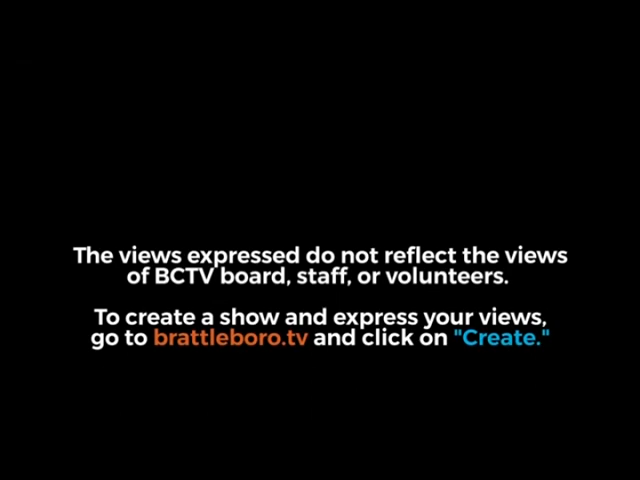 The views expressed do not reflect the views
of BCTV board, staff, or volunteers.
To create a show and express your views,
go to brattleboro.tv and click on "Create."